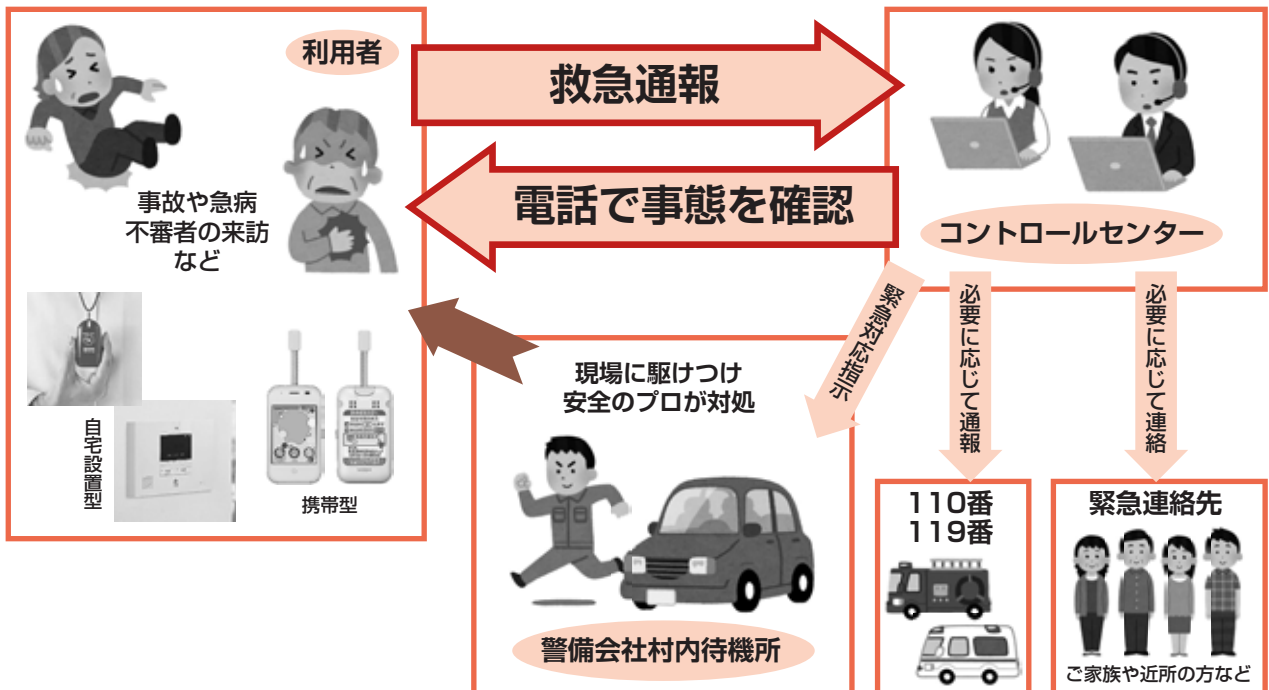 利用者
事故や急病
不審者の来訪
など
自宅設置型
携帯型
救急通報
電話で事態を確認
コントロールセンター
緊急対応指示
必要に応じて通報
必要に応じて連絡
現場に駆けつけ
安全のプロが対処
警備会社村内待機所
110番
119番
緊急連絡先
ご家族や近所の方など